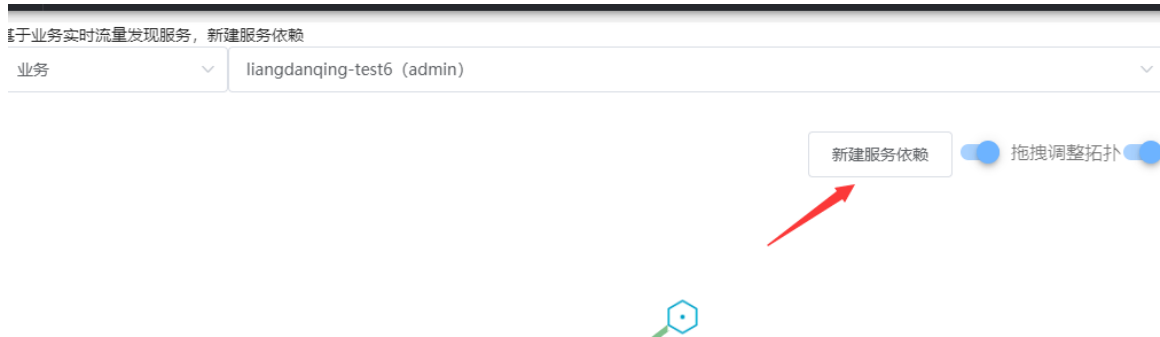 基于业务实时流量发现服务，新建服务依赖
业务
liangdanqing-test6（admin）
新建服务依赖
拖拽调整拓扑